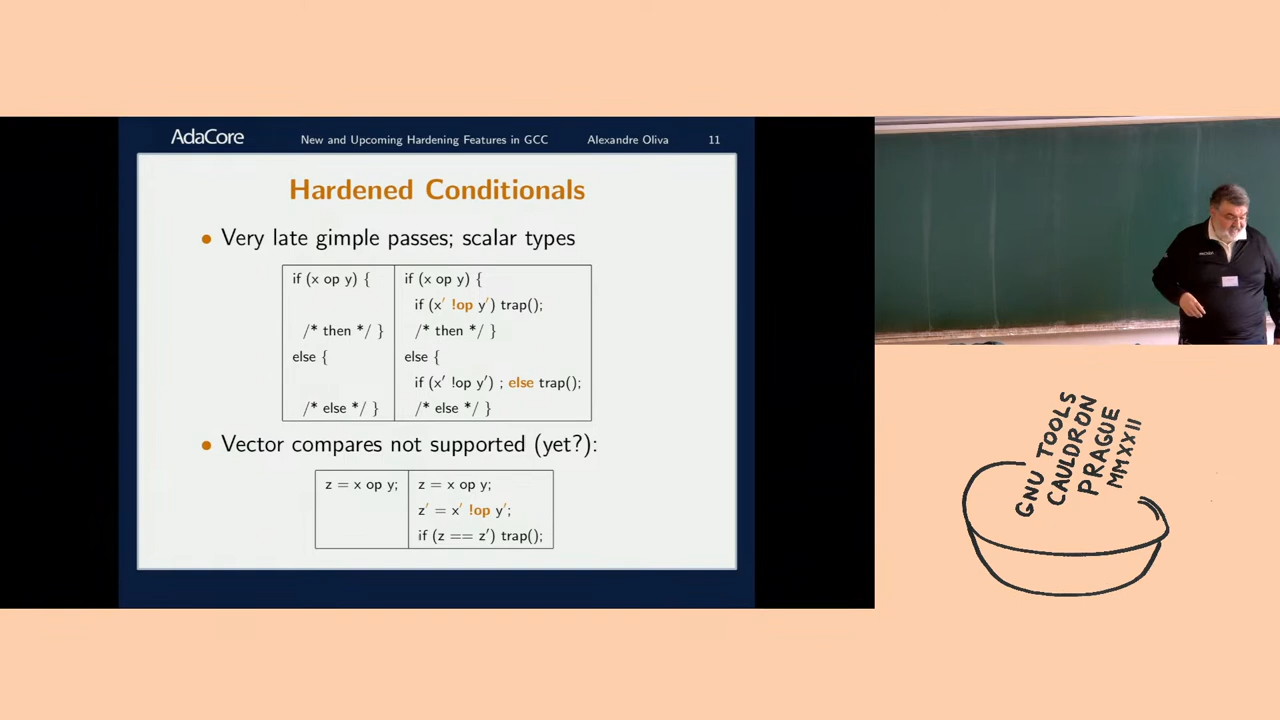 AdaCore New and Upcoming Hardening Features in GCC Alexandre Oliva 11
Hardened Conditionals
• Very late gimple passes; scalar types
if (x op y) {
/* then */ }
else {
/* else */ }
if (x op y) {
if (x′ !op y′) trap();
/* then */ }
else {
if (x′ !op y′) ; else trap();
/* else */ }
• Vector compares not supported (yet?):
z = x op y;
z = x op y;
z′ = x′ !op y′;
if (z == z′) trap();
GNU TOOLS
CAULDRON
PRAGUE
MMXXII